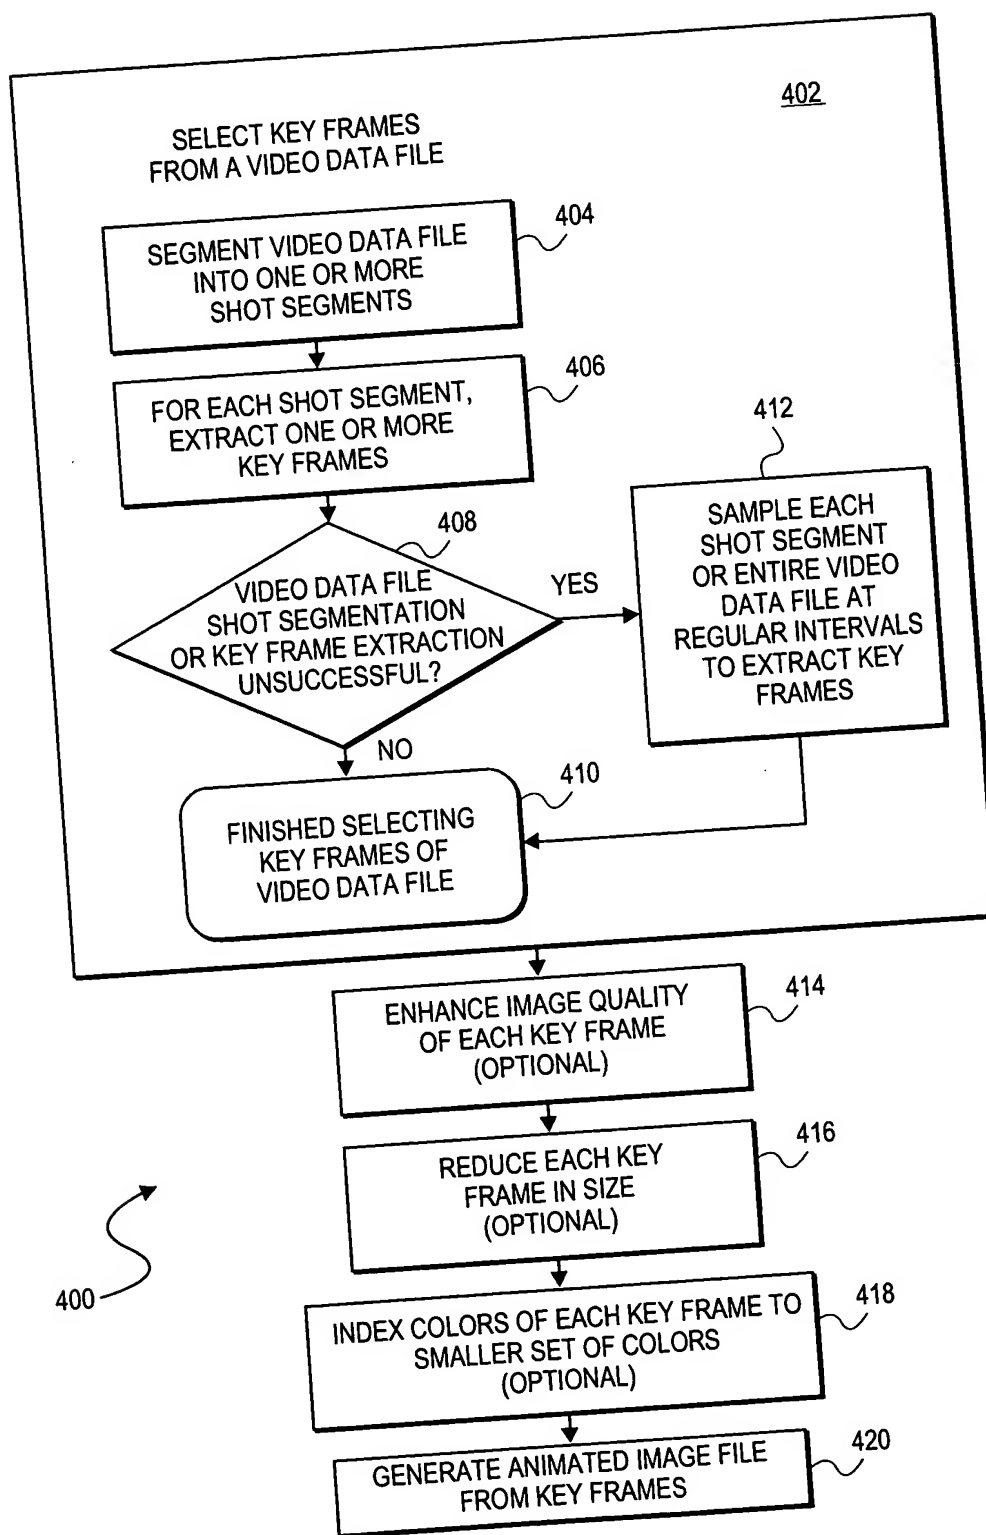 402
SELECT KEY FRAMES
FROM A VIDEO DATA FILE
404
SEGMENT VIDEO DATA FILE
INTO ONE OR MORE
SHOT SEGMENTS
406
FOR EACH SHOT SEGMENT,
EXTRACT ONE OR MORE
KEY FRAMES
408
VIDEO DATA FILE
SHOT SEGMENTATION
OR KEY FRAME EXTRACTION
UNSUCCESSFUL?
YES
412
SAMPLE EACH
SHOT SEGMENT
OR ENTIRE VIDEO
DATA FILE AT
REGULAR INTERVALS
TO EXTRACT KEY
FRAMES
NO
410
FINISHED SELECTING
KEY FRAMES OF
VIDEO DATA FILE
414
ENHANCE IMAGE QUALITY
OF EACH KEY FRAME
(OPTIONAL)
416
REDUCE EACH KEY
FRAME IN SIZE
(OPTIONAL)
400
418
INDEX COLORS OF EACH KEY FRAME TO
SMALLER SET OF COLORS
(OPTIONAL)
420
GENERATE ANIMATED IMAGE FILE
FROM KEY FRAMES